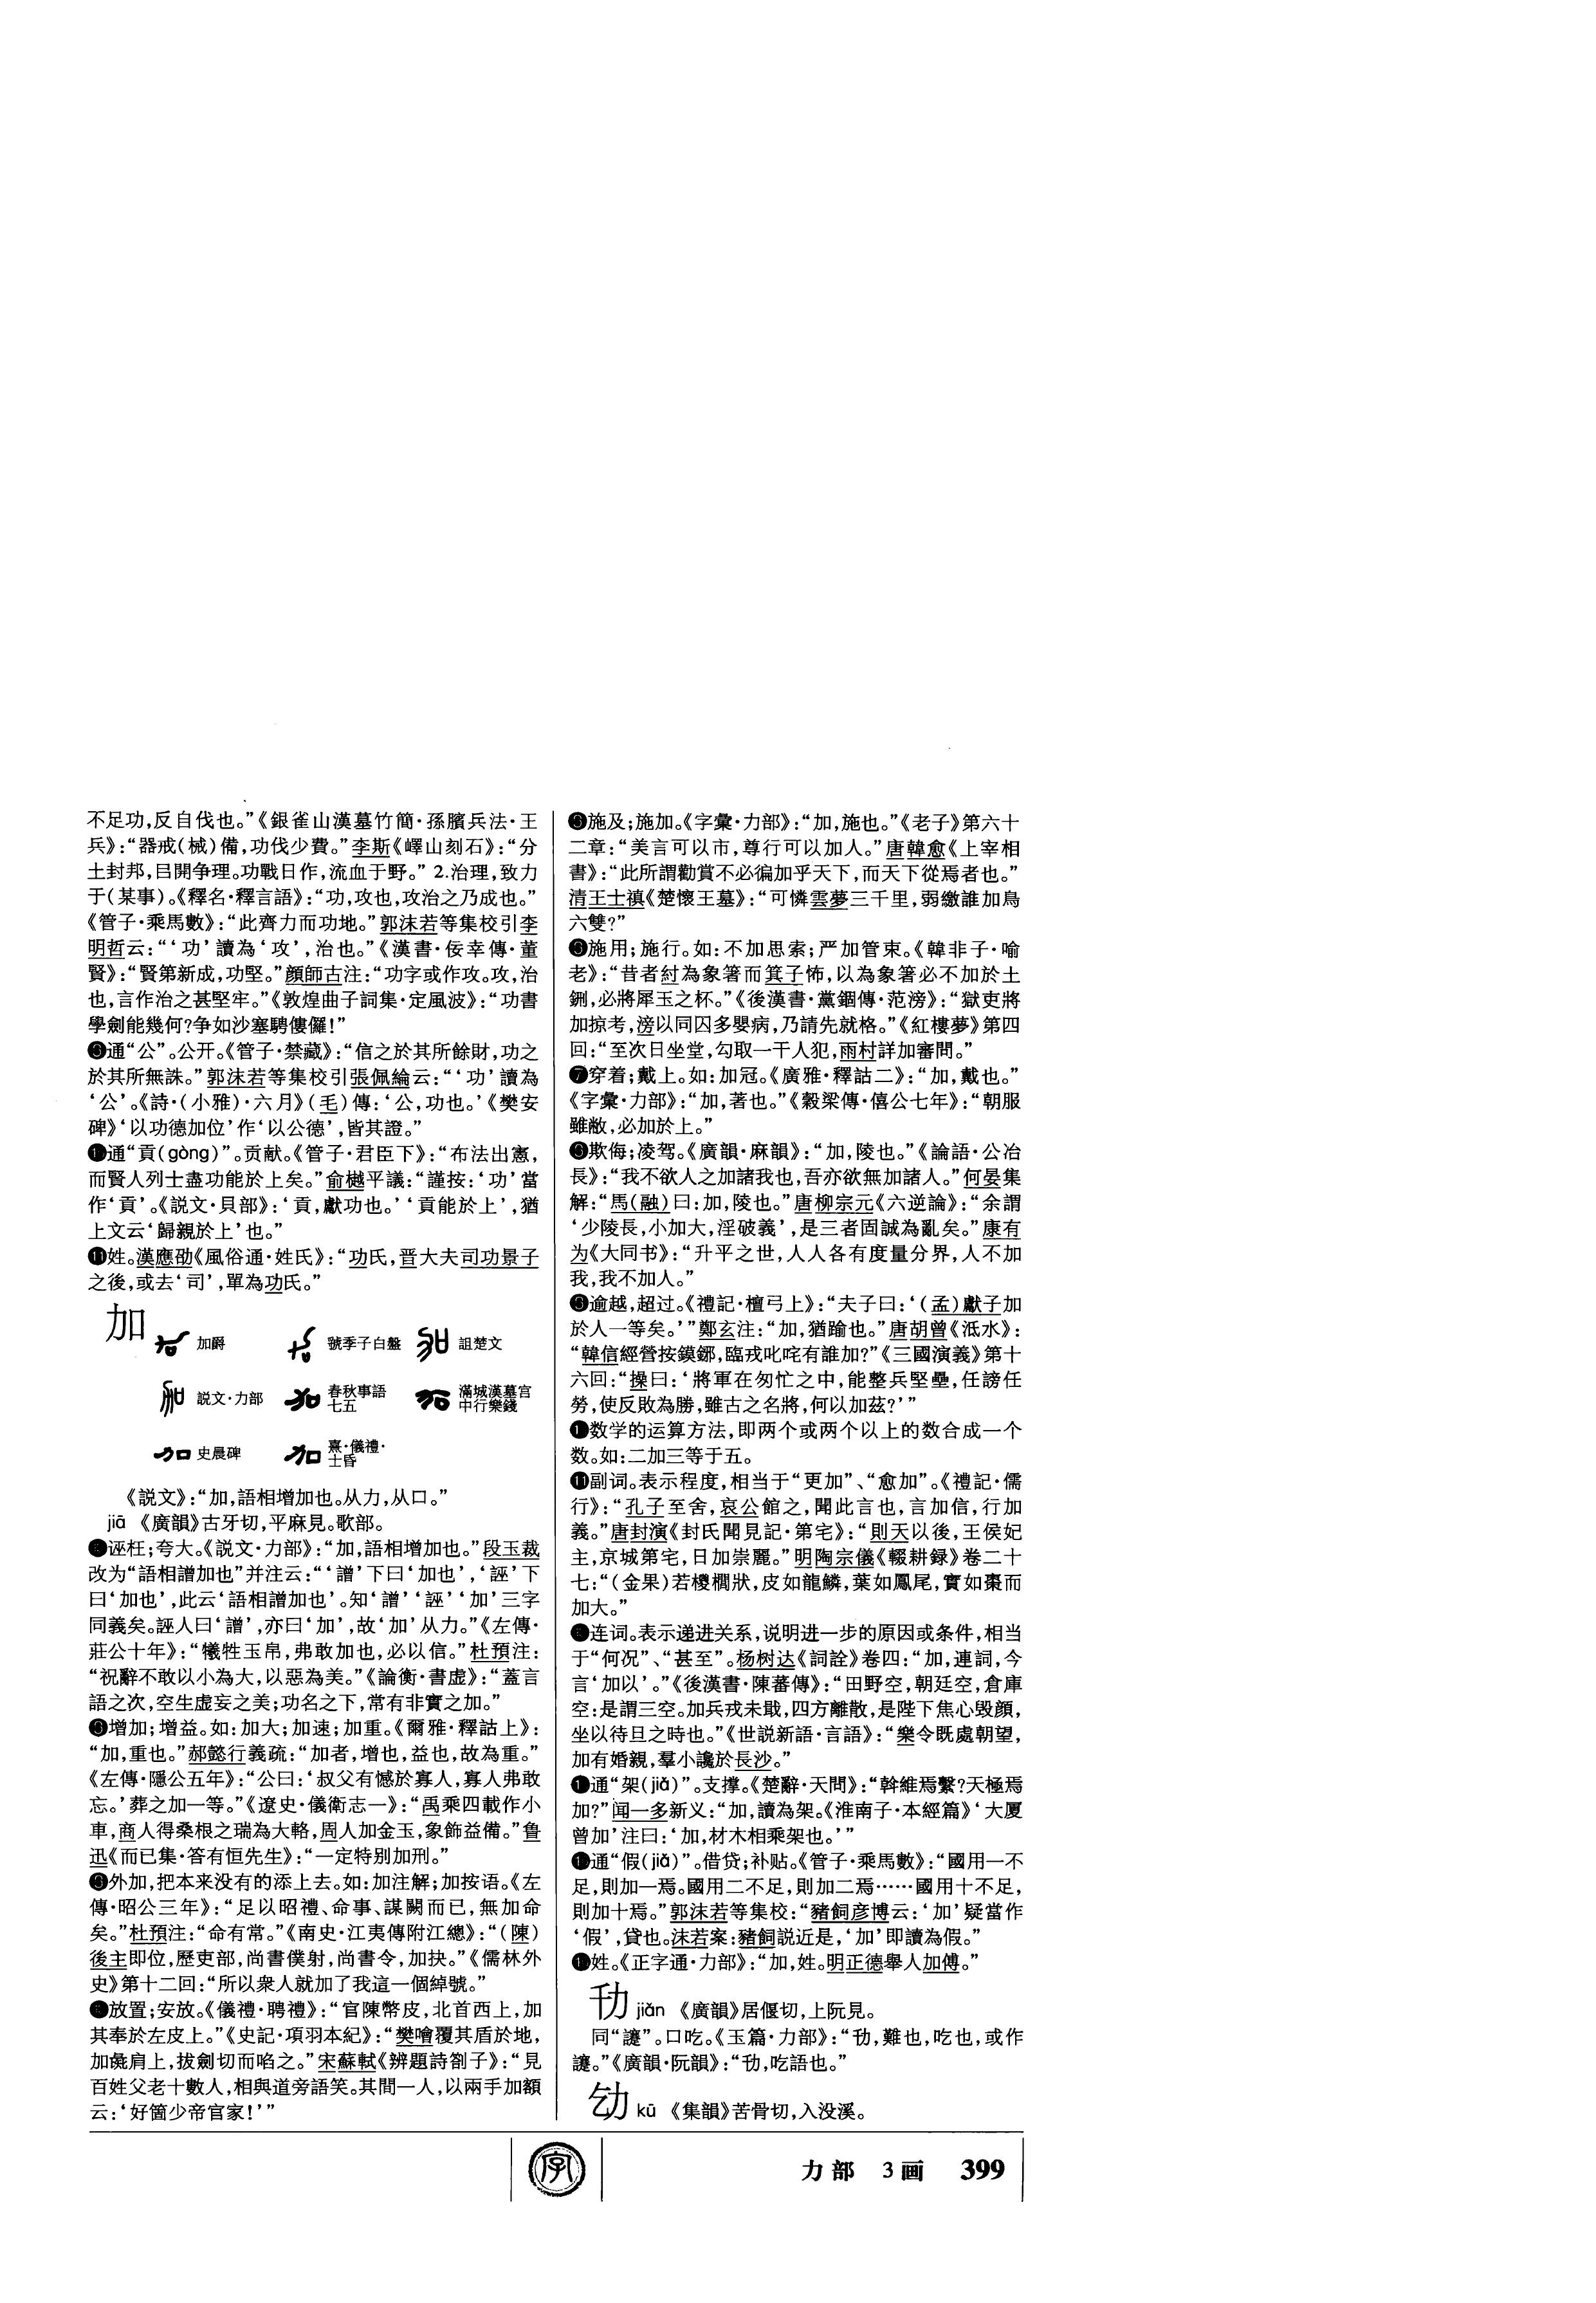 不足功,反自伐也。”《銀雀山漢墓竹簡·孫臏兵法·王
兵》:“器戒(械)備,功伐少費。”李斯《嶧山刻石》:“分
土封邦,㠯開争理。功戰日作,流血于野。” 2.治理,致力
于(某事)。《釋名·釋言語》:“功,攻也,攻治之乃成也。”
《管子·乘馬數》:“此齊力而功地。”郭沫若等集校引李
明哲云:“‘功’讀為‘攻’,治也。”《漢書·佞幸傳·董
賢》:“賢第新成,功堅。”顔師古注:“功字或作攻。攻,治
也,言作治之甚堅牢。”《敦煌曲子詞集·定風波》:“功書
學劍能幾何?争如沙塞騁僂儸!”
❾通“公”。公开。《管子·禁藏》:“信之於其所餘財,功之
於其所無誅。”郭沫若等集校引張佩綸云:“‘功’讀為
‘公’。《詩·(小雅)·六月》(毛)傳:‘公,功也。’《樊安
碑》‘以功德加位’作‘以公德’,皆其證。”
❿通“貢(gòng)”。贡献。《管子·君臣下》:“布法出憲,
而賢人列士盡功能於上矣。”俞樾平議:“謹按:‘功’當
作‘貢’。《説文·貝部》:‘貢,獻功也。’‘貢能於上’,猶
上文云‘歸親於上’也。”
⓫姓。漢應劭《風俗通·姓氏》:“功氏,晋大夫司功景子
之後,或去‘司’,單為功氏。”
加
加爵 虢季子白盤 詛楚文
説文·力部 春秋事語七五 滿城漢墓宫中行樂錢
史晨碑 熹·儀禮·士昏
《説文》:“加,語相增加也。从力,从口。”
jiā 《廣韻》古牙切,平麻見。歌部。
❶诬枉;夸大。《説文·力部》:“加,語相增加也。”段玉裁
改为“語相譄加也”并注云:“‘譄’下曰‘加也’,‘誣’下
曰‘加也’,此云‘語相譄加也’。知‘譄’‘誣’‘加’三字
同義矣。誣人曰‘譄’,亦曰‘加’,故‘加’从力。”《左傳·
莊公十年》:“犧牲玉帛,弗敢加也,必以信。”杜預注:
“祝辭不敢以小為大,以惡為美。”《論衡·書虚》:“蓋言
語之次,空生虚妄之美;功名之下,常有非實之加。”
❷增加;增益。如:加大;加速;加重。《爾雅·釋詁上》:
“加,重也。”郝懿行義疏:“加者,增也,益也,故為重。”
《左傳·隱公五年》:“公曰:‘叔父有憾於寡人,寡人弗敢
忘。’葬之加一等。”《遼史·儀衛志一》:“禹乘四載作小
車,商人得桑根之瑞為大輅,周人加金玉,象飾益備。”鲁
迅《而已集·答有恒先生》:“一定特别加刑。”
❸外加,把本来没有的添上去。如:加注解;加按语。《左
傳·昭公三年》:“足以昭禮、命事、謀闕而已,無加命
矣。”杜預注:“命有常。”《南史·江夷傳附江總》:“(陳)
後主即位,歷吏部,尚書僕射,尚書令,加抉。”《儒林外
史》第十二回:“所以衆人就加了我這一個綽號。”
❹放置;安放。《儀禮·聘禮》:“官陳幣皮,北首西上,加
其奉於左皮上。”《史記·項羽本紀》:“樊噲覆其盾於地,
加彘肩上,拔劍切而啗之。”宋蘇軾《辨題詩劄子》:“見
百姓父老十數人,相與道旁語笑。其間一人,以兩手加額
云:‘好箇少帝官家!’”
❺施及;施加。《字彙·力部》:“加,施也。”《老子》第六十
二章:“美言可以市,尊行可以加人。”唐韓愈《上宰相
書》:“此所謂勸賞不必徧加乎天下,而天下從焉者也。”
清王士禛《楚懷王墓》:“可憐雲夢三千里,弱繳誰加鳥
六雙?”
❻施用;施行。如:不加思索;严加管束。《韓非子·喻
老》:“昔者紂為象箸而箕子怖,以為象箸必不加於土
鉶,必將犀玉之杯。”《後漢書·黨錮傳·范滂》:“獄吏將
加掠考,滂以同囚多嬰病,乃請先就格。”《紅樓夢》第四
回:“至次日坐堂,勾取一干人犯,雨村詳加審問。”
❼穿着;戴上。如:加冠。《廣雅·釋詁二》:“加,戴也。”
《字彙·力部》:“加,著也。”《穀梁傳·僖公七年》:“朝服
雖敝,必加於上。”
❽欺侮;凌驾。《廣韻·麻韻》:“加,陵也。”《論語·公冶
長》:“我不欲人之加諸我也,吾亦欲無加諸人。”何晏集
解:“馬(融)曰:加,陵也。”唐柳宗元《六逆論》:“余謂
‘少陵長,小加大,淫破義’,是三者固誠為亂矣。”康有
为《大同书》:“升平之世,人人各有度量分界,人不加
我,我不加人。”
❾逾越,超过。《禮記·檀弓上》:“夫子曰:‘(孟)獻子加
於人一等矣。’”鄭玄注:“加,猶踰也。”唐胡曾《泜水》:
“韓信經營按鏌鎁,臨戎叱咤有誰加?”《三國演義》第十
六回:“操曰:‘將軍在匆忙之中,能整兵堅壘,任謗任
勞,使反敗為勝,雖古之名將,何以加茲?’”
❿数学的运算方法,即两个或两个以上的数合成一个
数。如:二加三等于五。
⓫副词。表示程度,相当于“更加”、“愈加”。《禮記·儒
行》:“孔子至舍,哀公館之,聞此言也,言加信,行加
義。”唐封演《封氏聞見記·第宅》:“則天以後,王侯妃
主,京城第宅,日加崇麗。”明陶宗儀《輟耕録》卷二十
七:“(金果)若椶櫚狀,皮如龍鱗,葉如鳳尾,實如棗而
加大。”
⓬连词。表示递进关系,说明进一步的原因或条件,相当
于“何况”、“甚至”。杨树达《詞詮》卷四:“加,連詞,今
言‘加以’。”《後漢書·陳蕃傳》:“田野空,朝廷空,倉庫
空:是謂三空。加兵戎未戢,四方離散,是陛下焦心毁顔,
坐以待旦之時也。”《世説新語·言語》:“樂令既處朝望,
加有婚親,羣小讒於長沙。”
⓭通“架(jià)”。支撑。《楚辭·天問》:“斡維焉繫?天極焉
加?”闻一多新义:“加,讀為架。《淮南子·本經篇》‘大厦
曾加’注曰:‘加,材木相乘架也。’”
⓮通“假(jiǎ)”。借贷;补贴。《管子·乘馬數》:“國用一不
足,則加一焉。國用二不足,則加二焉……國用十不足,
則加十焉。”郭沫若等集校:“豬飼彦博云:‘加’疑當作
‘假’,貸也。沫若案:豬飼説近是,‘加’即讀為假。”
⓯姓。《正字通·力部》:“加,姓。明正德舉人加傅。”
㔓 jiǎn 《廣韻》居偃切,上阮見。
同“謇”。口吃。《玉篇·力部》:“㔓,難也,吃也,或作
謇。”《廣韻·阮韻》:“㔓,吃語也。”
劥 kū 《集韻》苦骨切,入没溪。
字
力部 3画 399